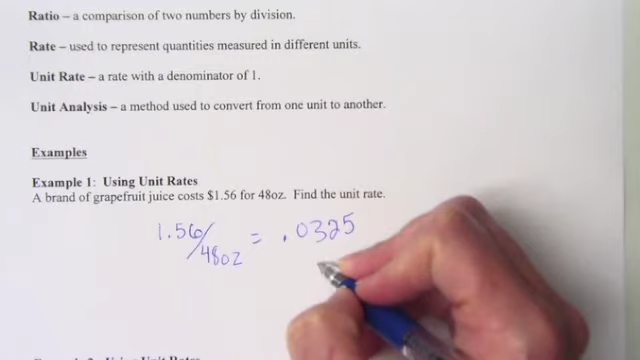 Ratio – a comparison of two numbers by division.
Rate – used to represent quantities measured in different units.
Unit Rate – a rate with a denominator of 1.
Unit Analysis – a method used to convert from one unit to another.
Examples
Example 1: Using Unit Rates
A brand of grapefruit juice costs $1.56 for 48oz. Find the unit rate.
1.56/48oz = .0325